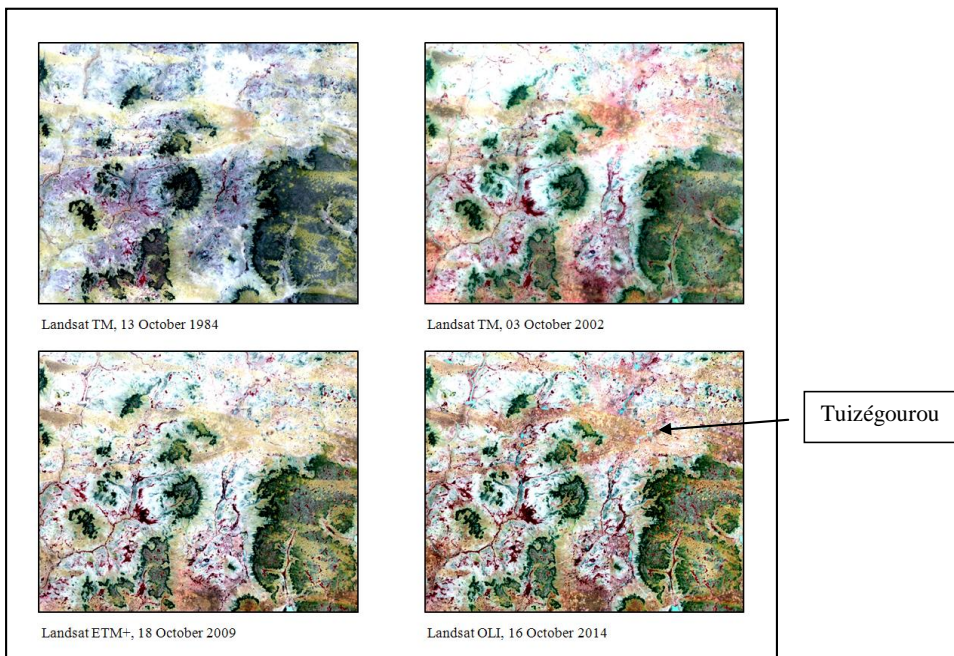 Landsat TM, 13 October 1984
Landsat TM, 03 October 2002
Tuizégourou
Landsat ETM+, 18 October 2009
Landsat OLI, 16 October 2014